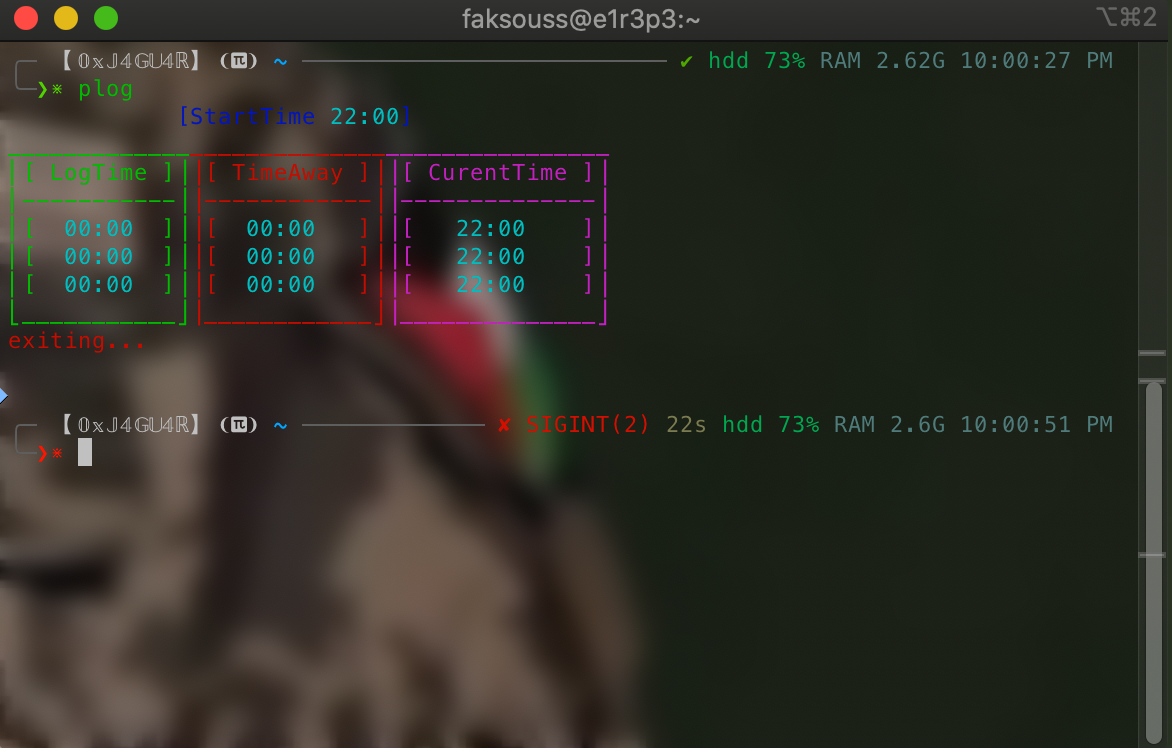 faksouss@e1r3p3:~ ⌥⌘2
【𝟘𝕩𝕁𝟜𝔾𝕌𝟜ℝ】 (π) ~ ✔ hdd 73% RAM 2.62G 10:00:27 PM
❯⨳ plog
[StartTime 22:00]
[ LogTime ] [ TimeAway ] [ CurentTime ]
[ 00:00 ] [ 00:00 ] [ 22:00 ]
[ 00:00 ] [ 00:00 ] [ 22:00 ]
[ 00:00 ] [ 00:00 ] [ 22:00 ]
exiting...
【𝟘𝕩𝕁𝟜𝔾𝕌𝟜ℝ】 (π) ~ ✘ SIGINT(2) 22s hdd 73% RAM 2.6G 10:00:51 PM
❯⨳